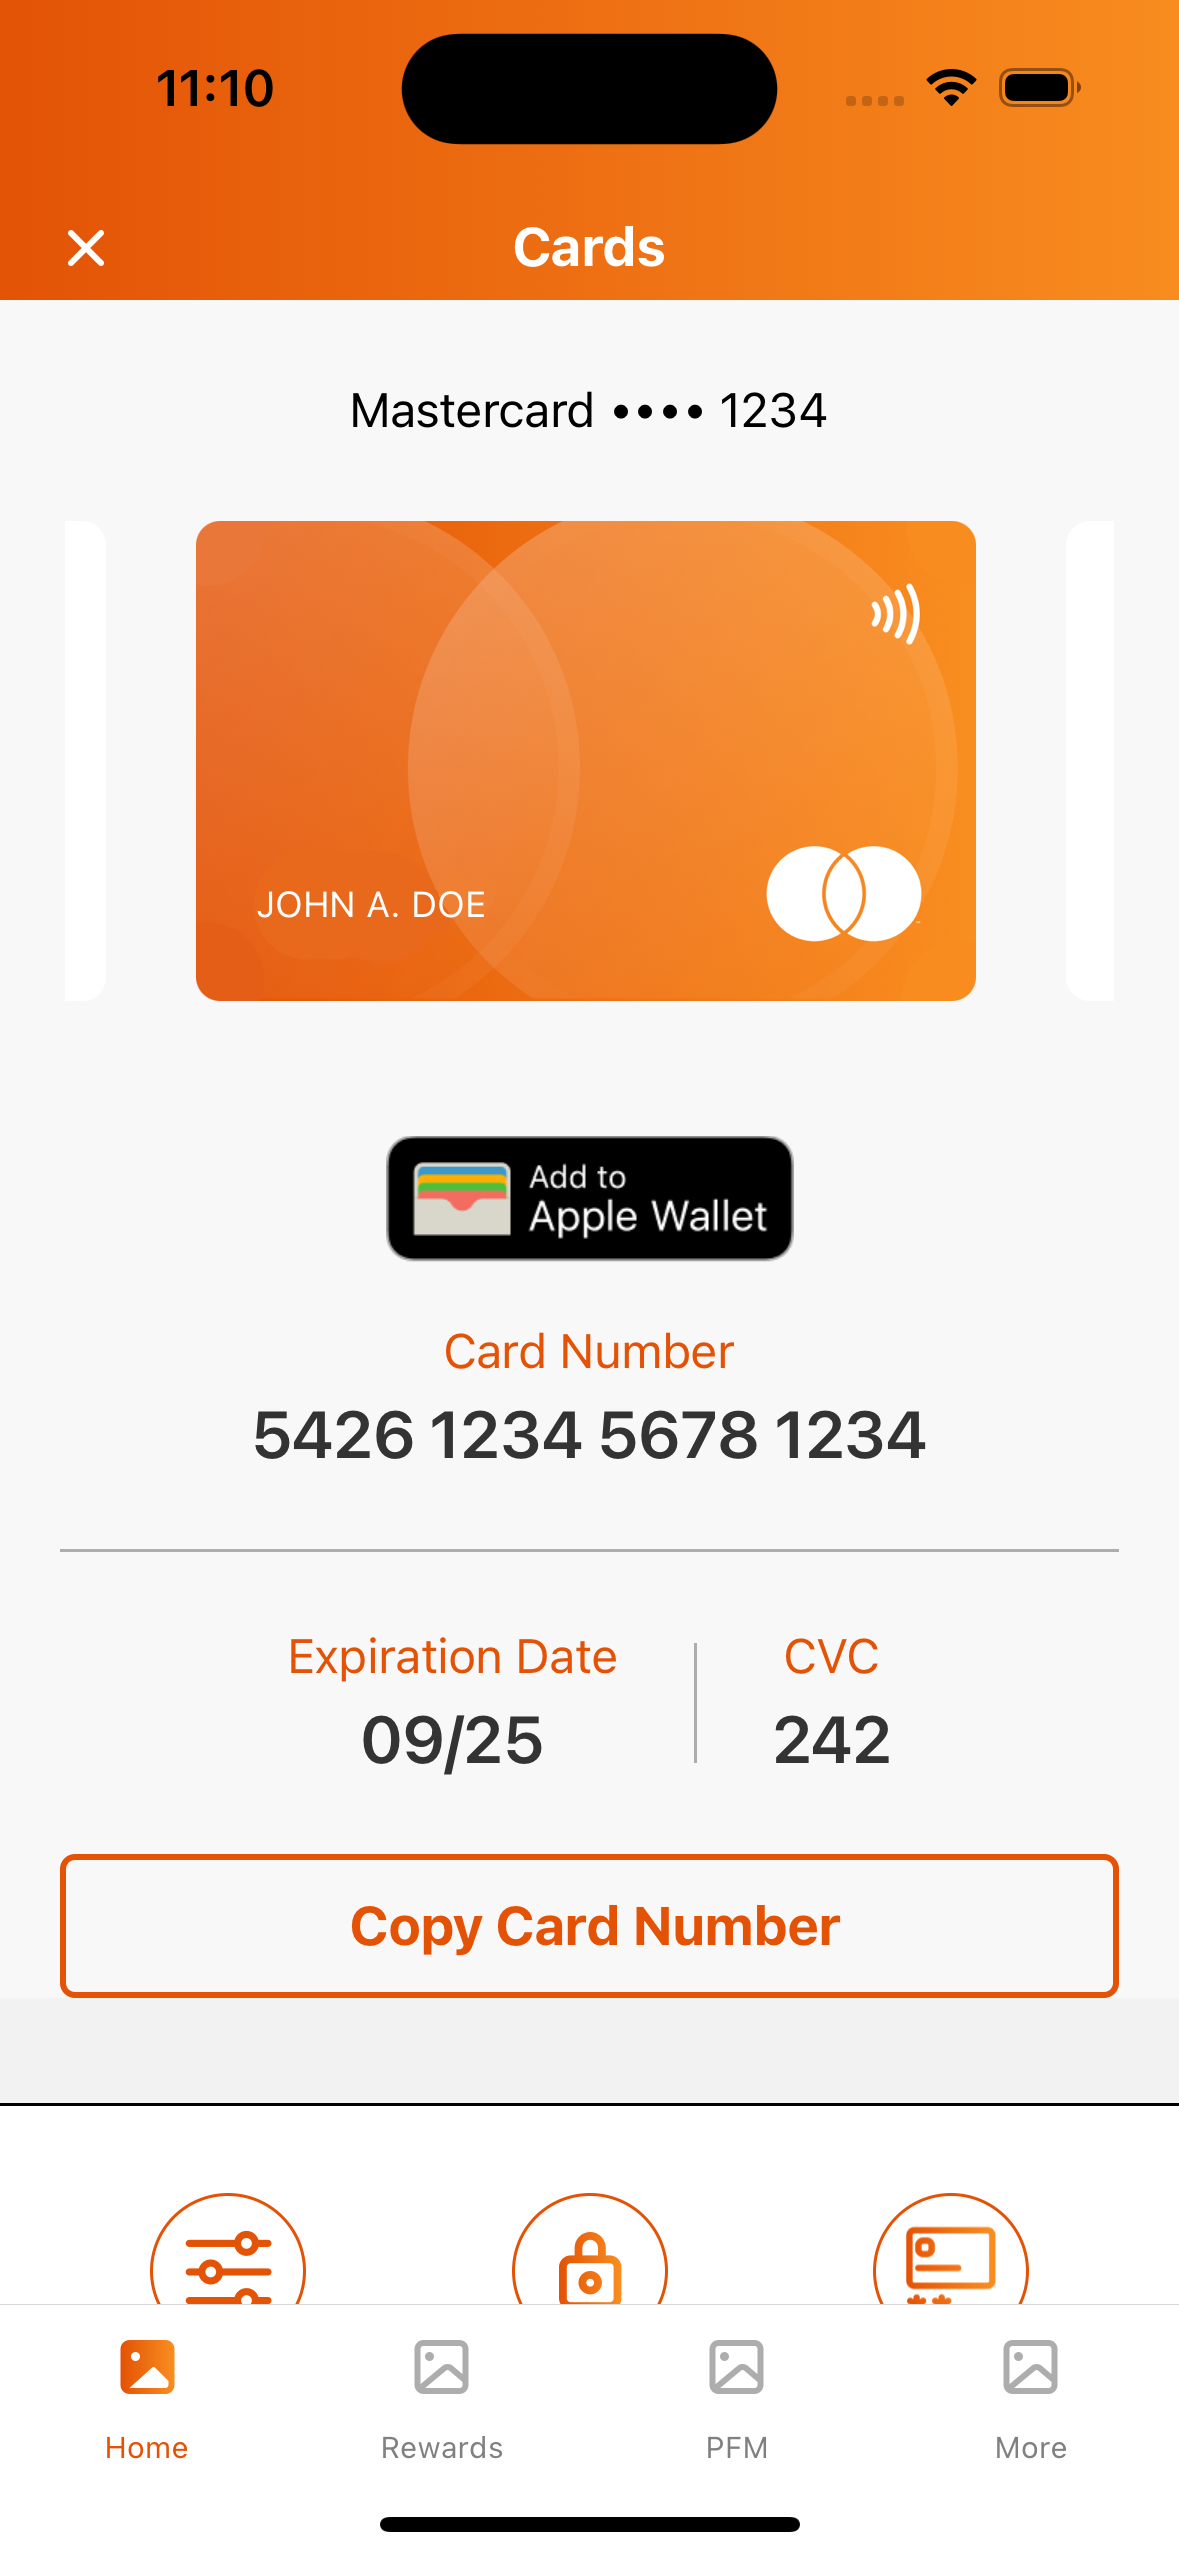 11:10
Cards
Mastercard •••• 1234
JOHN A. DOE
Add to
Apple Wallet
Card Number
5426 1234 5678 1234
Expiration Date
CVC
09/25
242
Copy Card Number
Home
Rewards
PFM
More